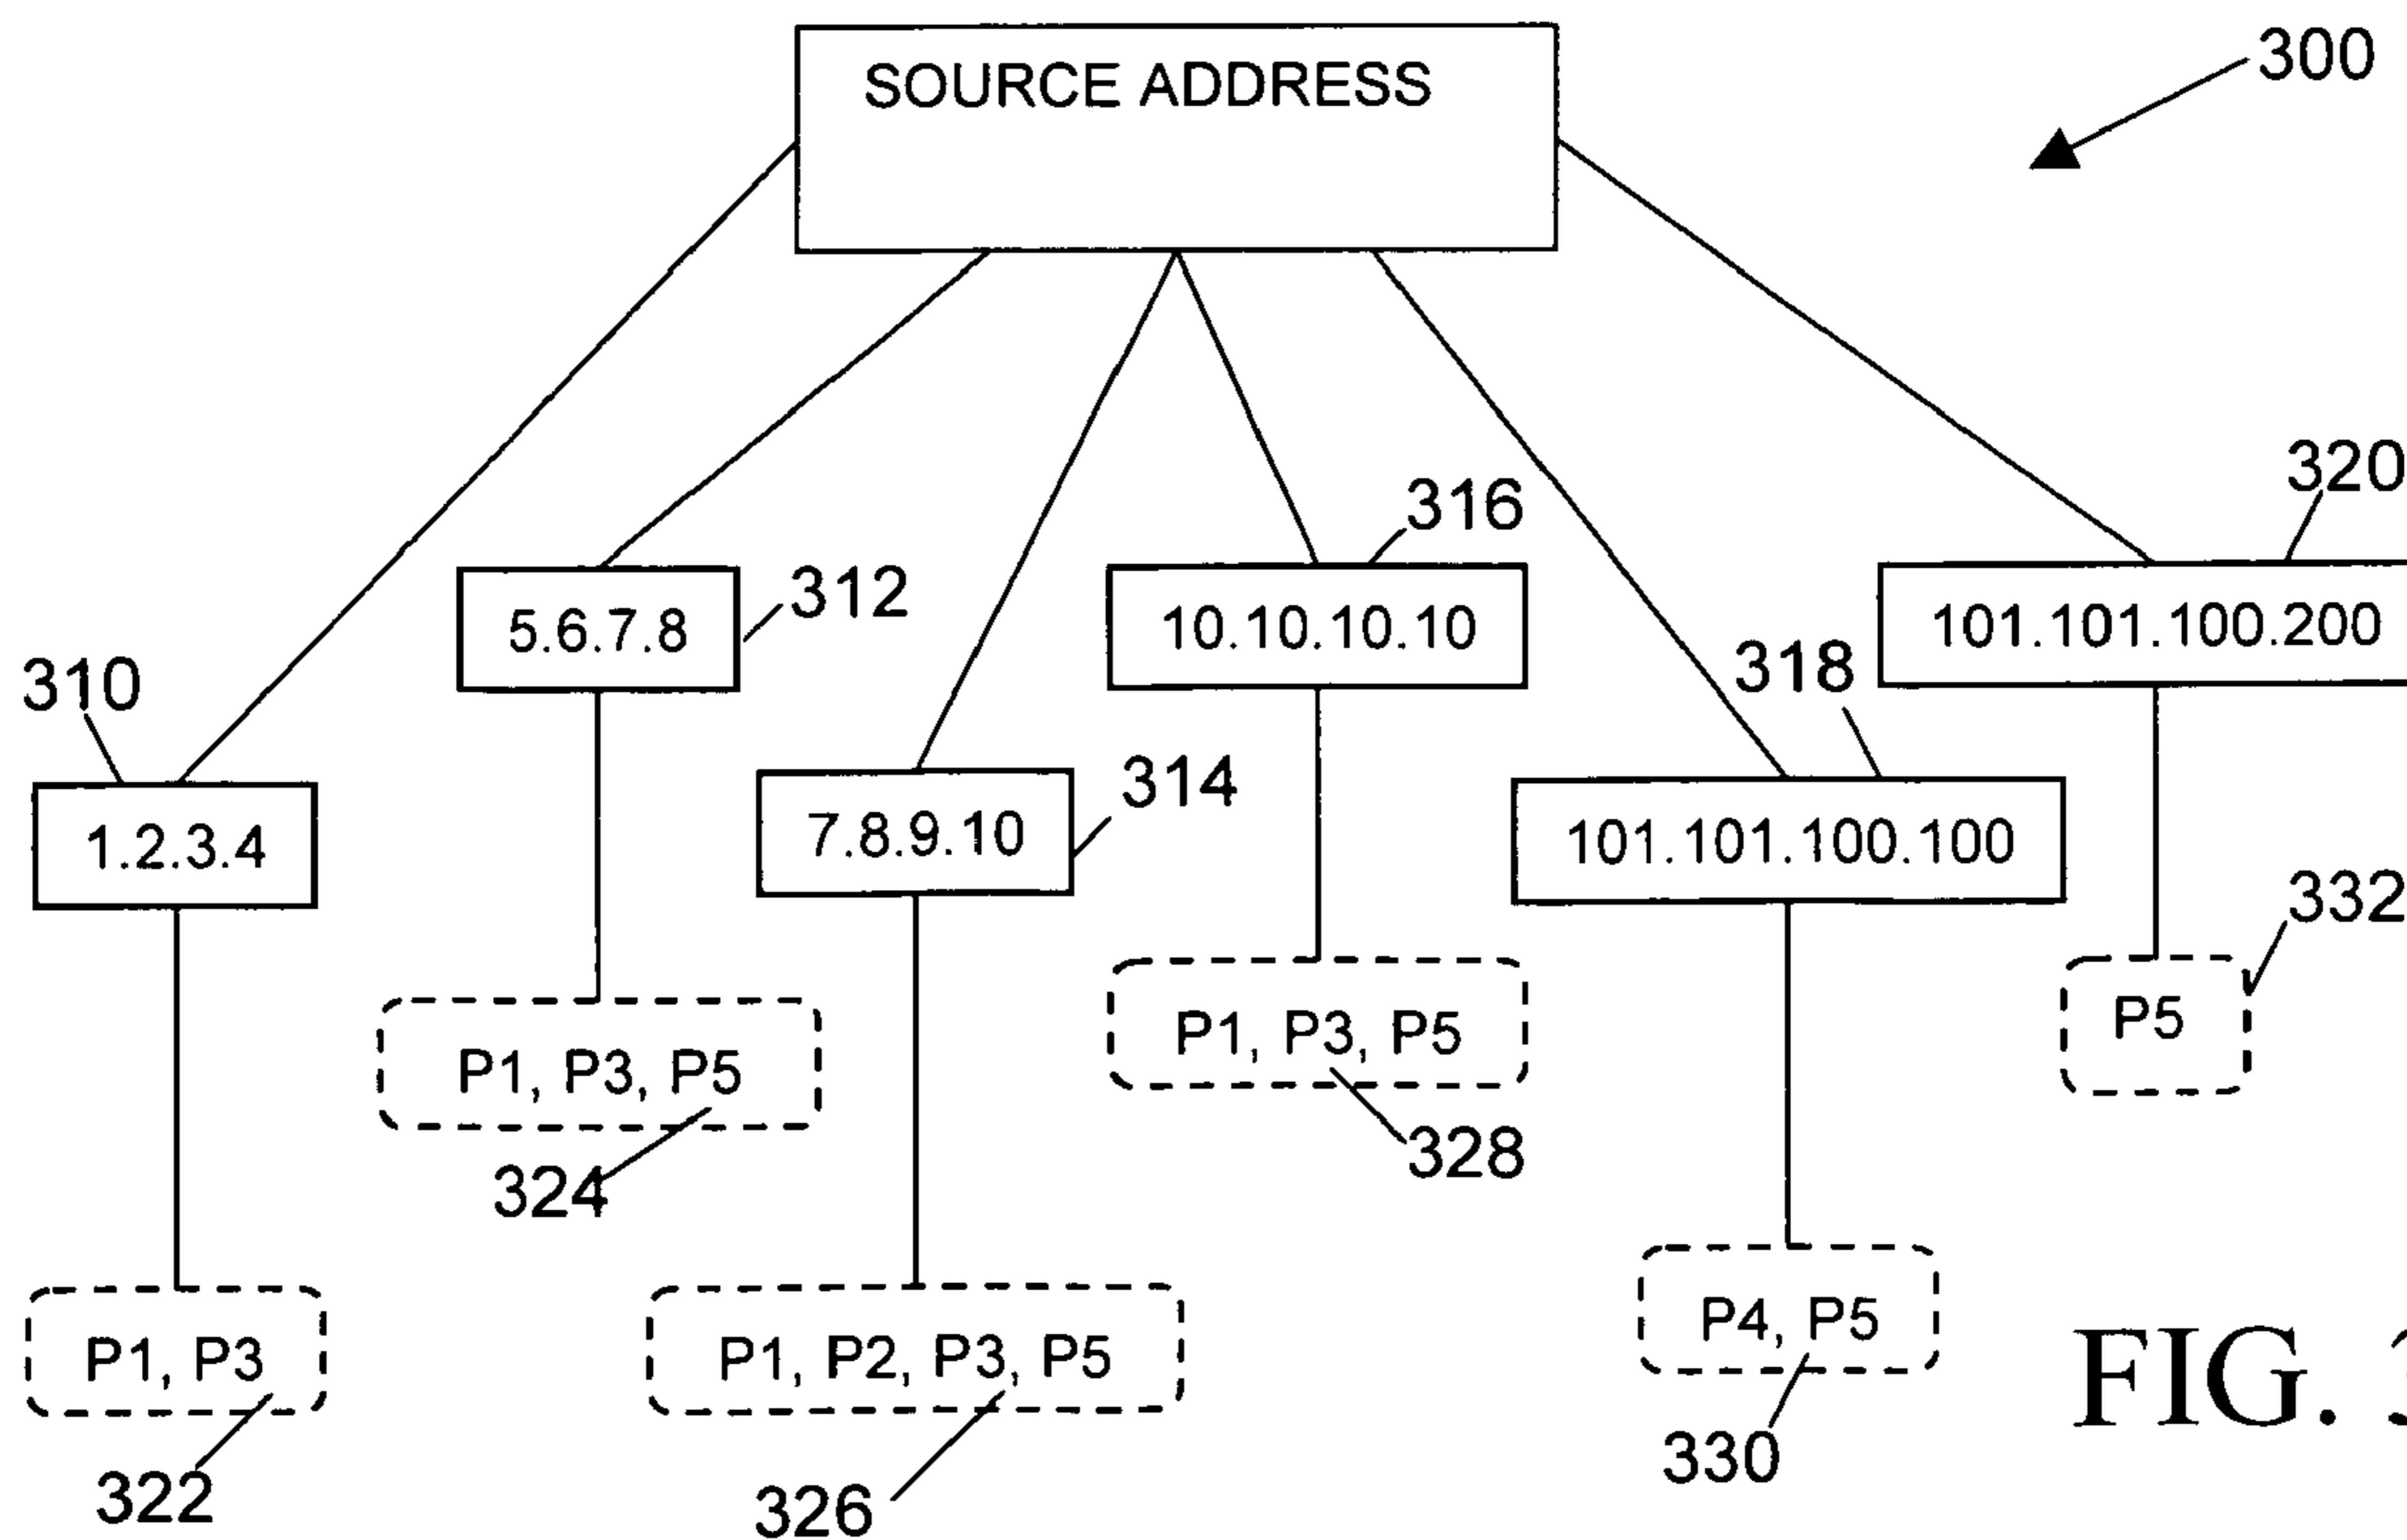 SOURCE ADDRESS
300
320
316
312
5.6.7.8
10.10.10.10
101.101.100.200
318
310
314
1.2.3.4
7.8.9.10
101.101.100.100
332
P1, P3, P5
P5
P1, P3, P5
328
324
P4, P5
P1, P3
P1, P2, P3, P5
FIG.
330
322
326